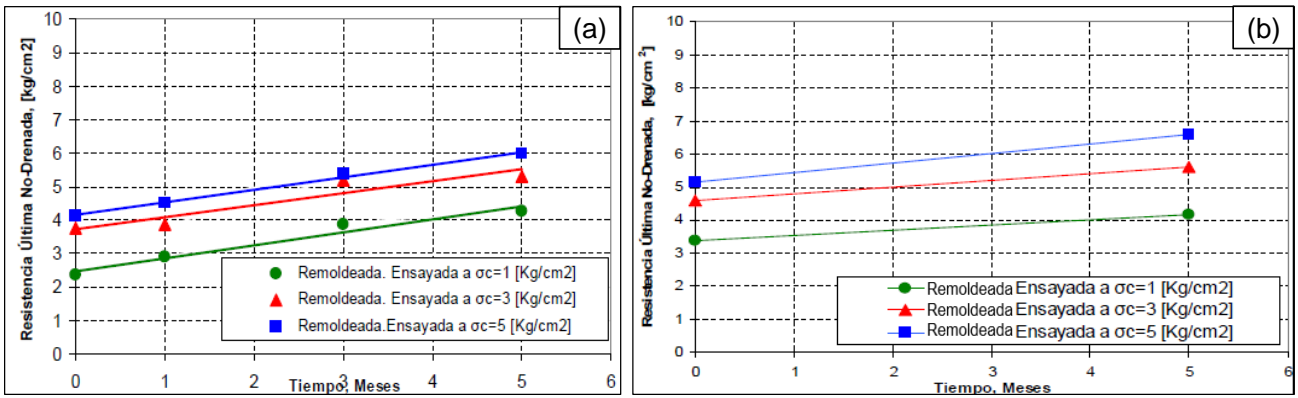 (a)
Resistencia Última No-Drenada, [kg/cm2]
10
9
8
7
6
5
4
3
2
1
0
Remoldeada. Ensayada a σc=1 [Kg/cm2]
Remoldeada. Ensayada a σc=3 [Kg/cm2]
Remoldeada.Ensayada a σc=5 [Kg/cm2]
0 1 2 3 4 5 6
Tiempo, Meses
(b)
Resistencia Última No-Drenada, [kg/cm²]
10
9
8
7
6
5
4
3
2
1
0
Remoldeada Ensayada a σc=1 [Kg/cm2]
Remoldeada Ensayada a σc=3 [Kg/cm2]
Remoldeada Ensayada a σc=5 [Kg/cm2]
0 1 2 3 4 5 6
Tiempo, Meses